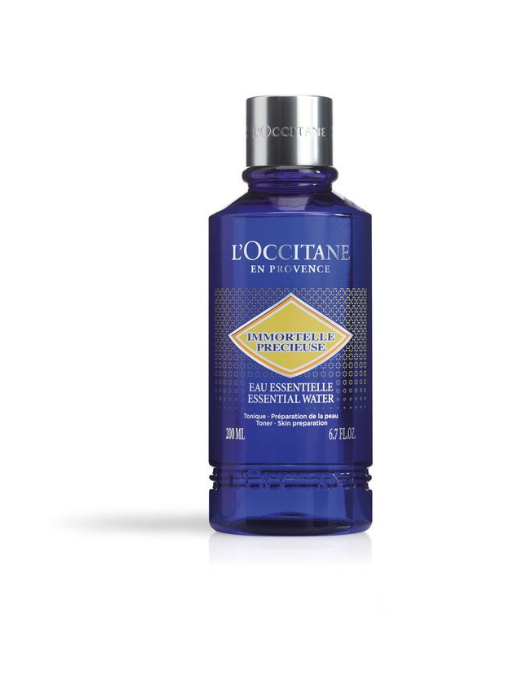 L'OCCITANE
L'OCCITANE
EN PROVENCE
IMMORTELLE
PRECIEUSE
EAU ESSENTIELLE
ESSENTIAL WATER
Tonique - Préparation de la peau
Toner - Skin preparation
200 ML 6.7 FL.OZ.